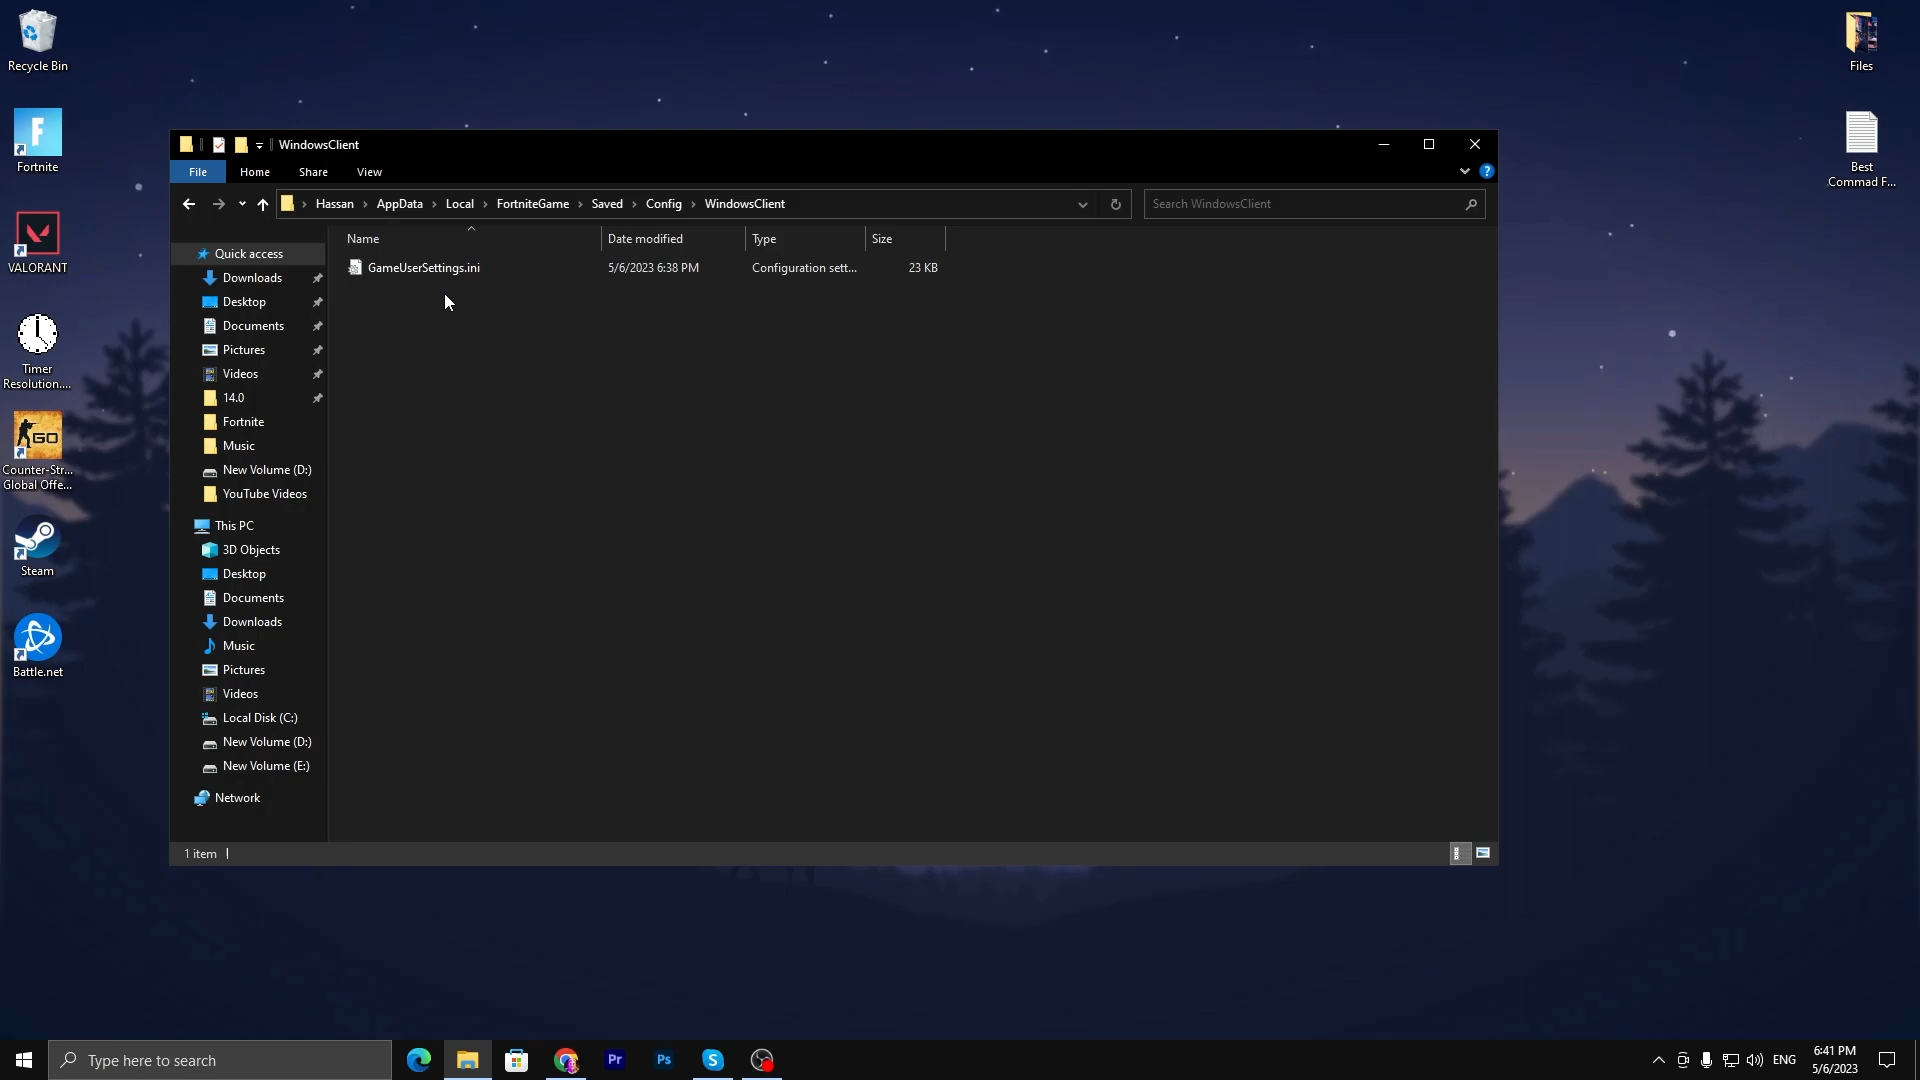 Recycle Bin
Fortnite
VALORANT
Timer
Resolution....
GO
Counter-Str...
Global Offe...
Steam
Battle.net
Files
Best
Commad F...
WindowsClient
File
Home
Share
View
Hassan
AppData
Local
FortniteGame
Saved
Config
WindowsClient
Search WindowsClient
Name
Date modified
Type
Size
GameUserSettings.ini
5/6/2023 6:38 PM
Configuration sett...
23 KB
Quick access
Downloads
Desktop
Documents
Pictures
Videos
14.0
Fortnite
Music
New Volume (D:)
YouTube Videos
This PC
3D Objects
Desktop
Documents
Downloads
Music
Pictures
Videos
Local Disk (C:)
New Volume (D:)
New Volume (E:)
Network
1 item
Type here to search
Pr
Ps
ENG
6:41 PM
5/6/2023